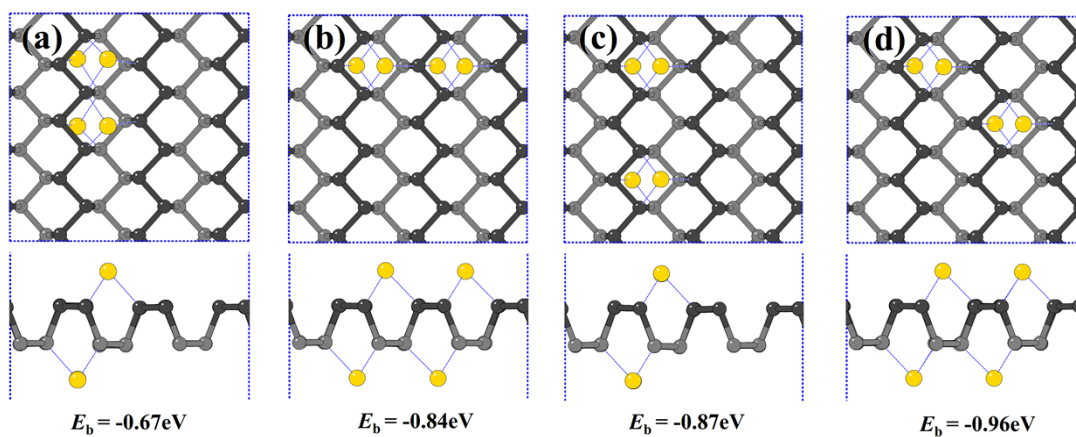 (a) (b) (c) (d)
E_b = -0.67eV E_b = -0.84eV E_b = -0.87eV E_b = -0.96eV